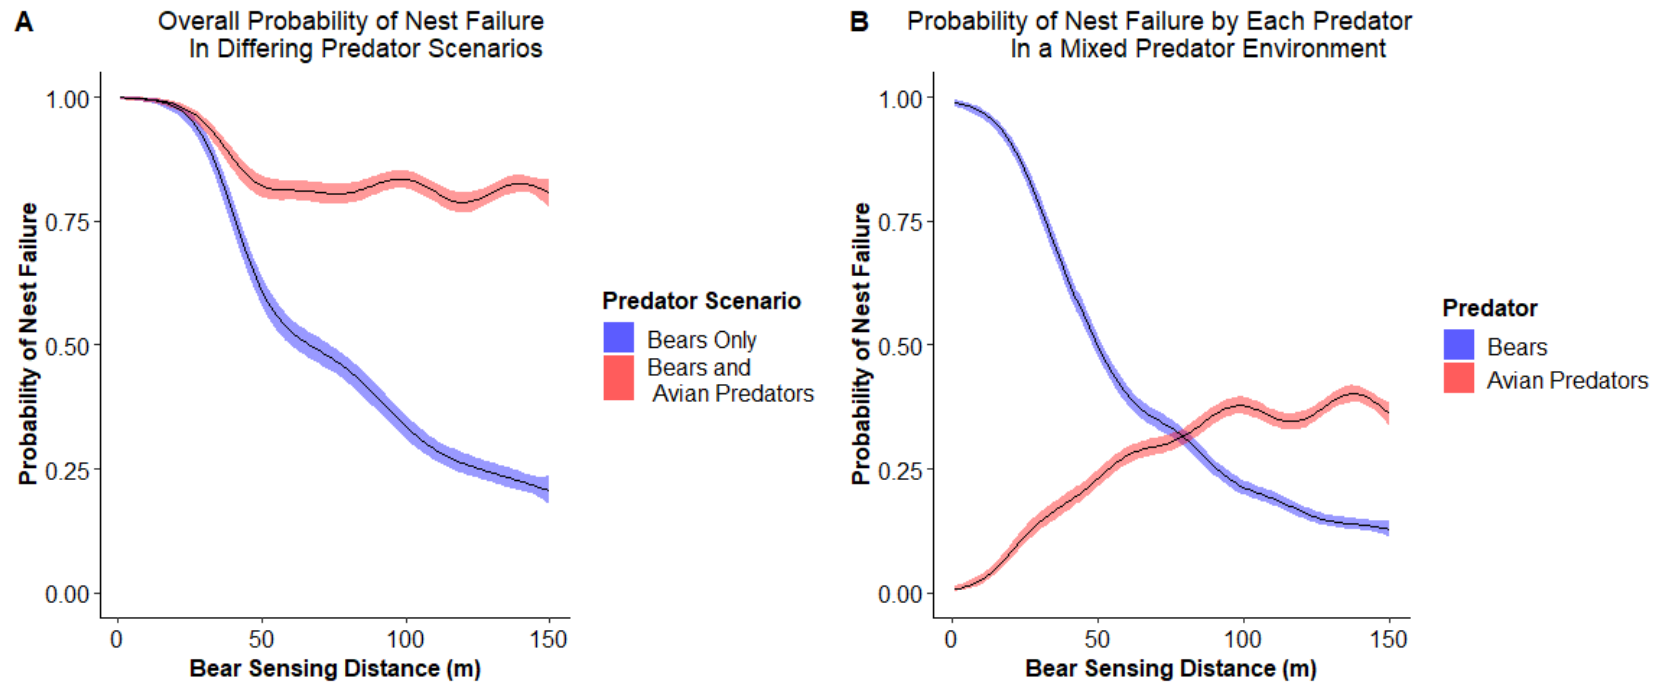 A
Overall Probability of Nest Failure
In Differing Predator Scenarios
1.00
0.75
0.50
0.25
0.00
Probability of Nest Failure
0 50 100 150
Bear Sensing Distance (m)
Predator Scenario
Bears Only
Bears and
Avian Predators
B
Probability of Nest Failure by Each Predator
In a Mixed Predator Environment
1.00
0.75
0.50
0.25
0.00
Probability of Nest Failure
0 50 100 150
Bear Sensing Distance (m)
Predator
Bears
Avian Predators